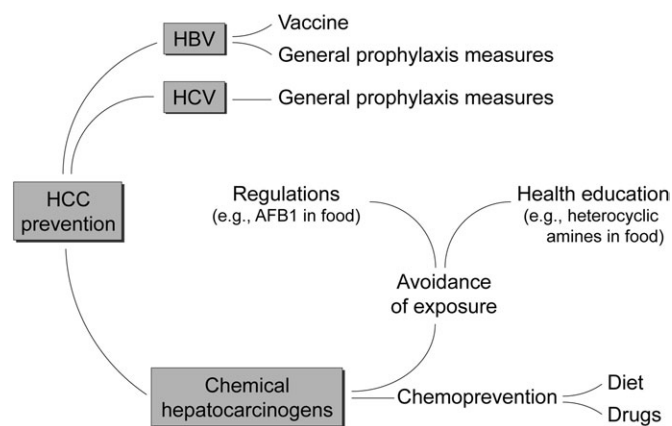 HBV
Vaccine
General prophylaxis measures
HCV
General prophylaxis measures
HCC
prevention
Regulations
(e.g., AFB1 in food)
Health education
(e.g., heterocyclic
amines in food)
Avoidance
of exposure
Chemical
hepatocarcinogens
Chemoprevention
Diet
Drugs